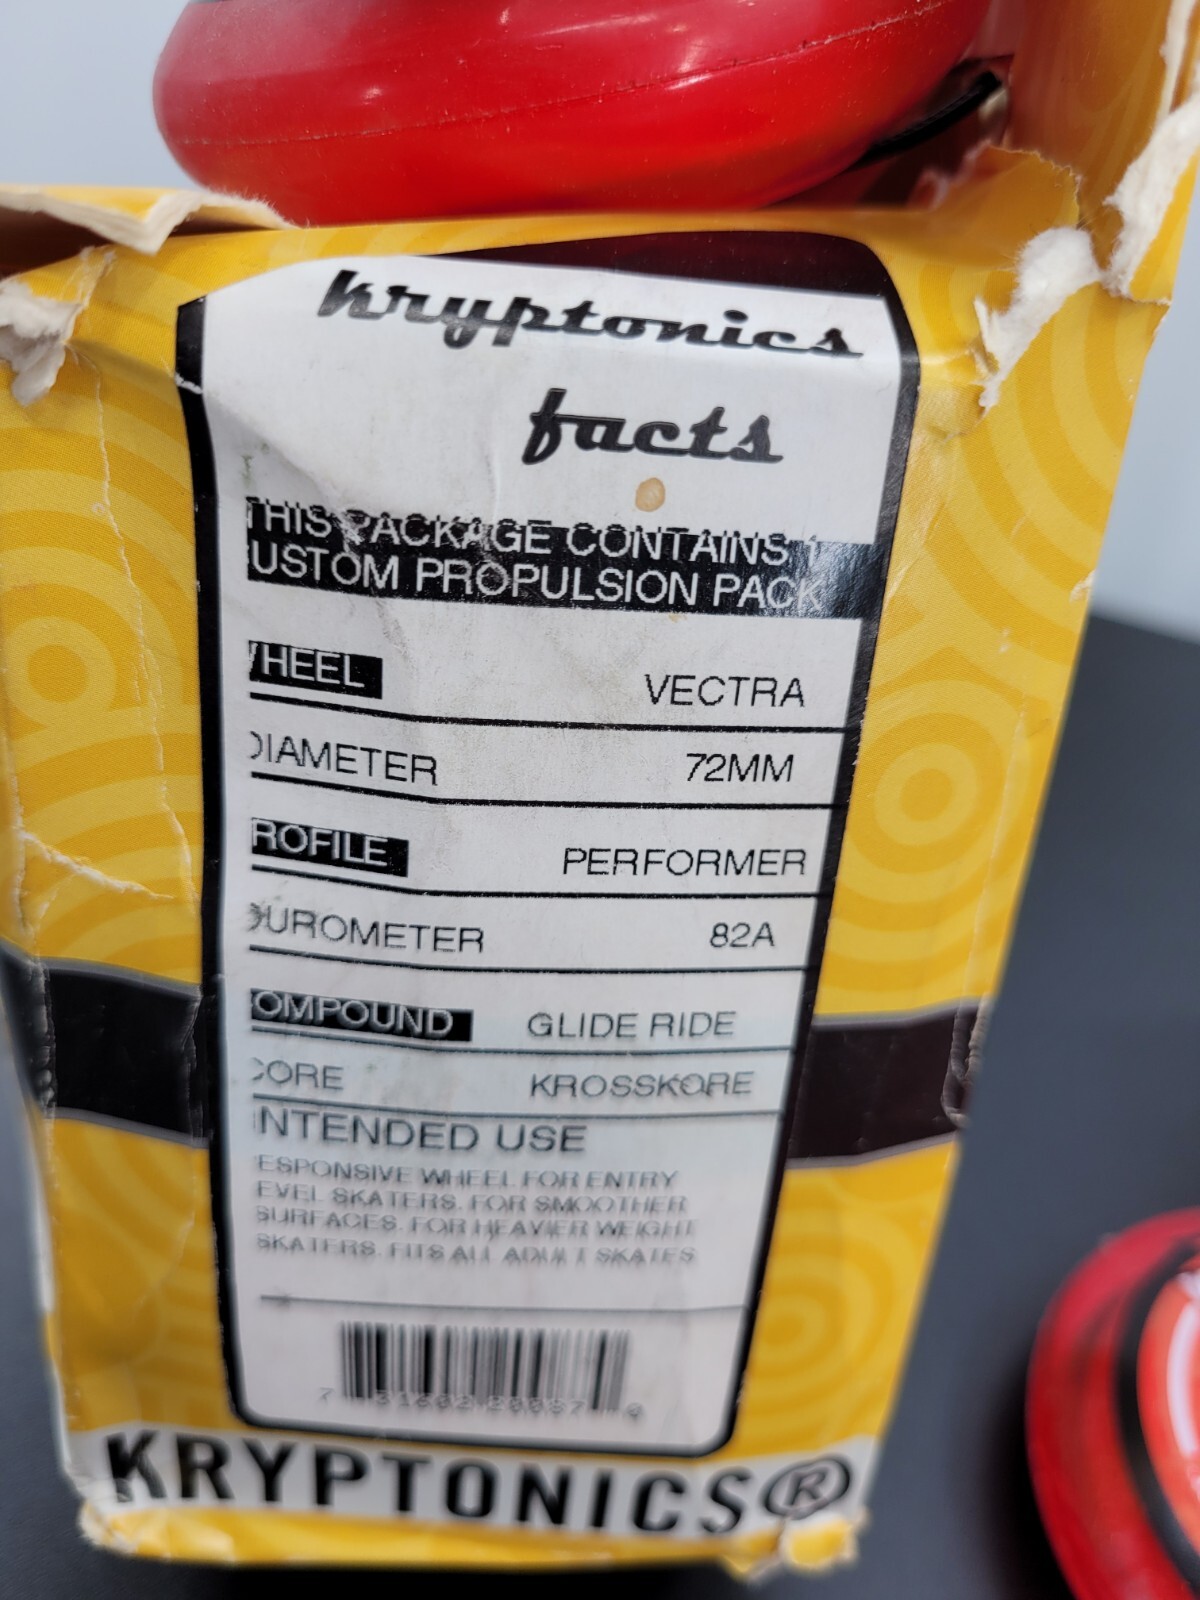 kryptonics
facts
THIS PACKAGE CONTAINS 1
USTOM PROPULSION PACK
HEEL VECTRA
DIAMETER 72MM
ROFILE PERFORMER
DUROMETER 82A
OMPOUND GLIDE RIDE
CORE KROSSKORE
INTENDED USE
ESPONSIVE WHEEL FOR ENTRY
EVEL SKATERS. FOR SMOOTHER
SURFACES. FOR HEAVIER WEIGHT
SKATERS. FITS ALL ADULT SKATES
KRYPTONICS®